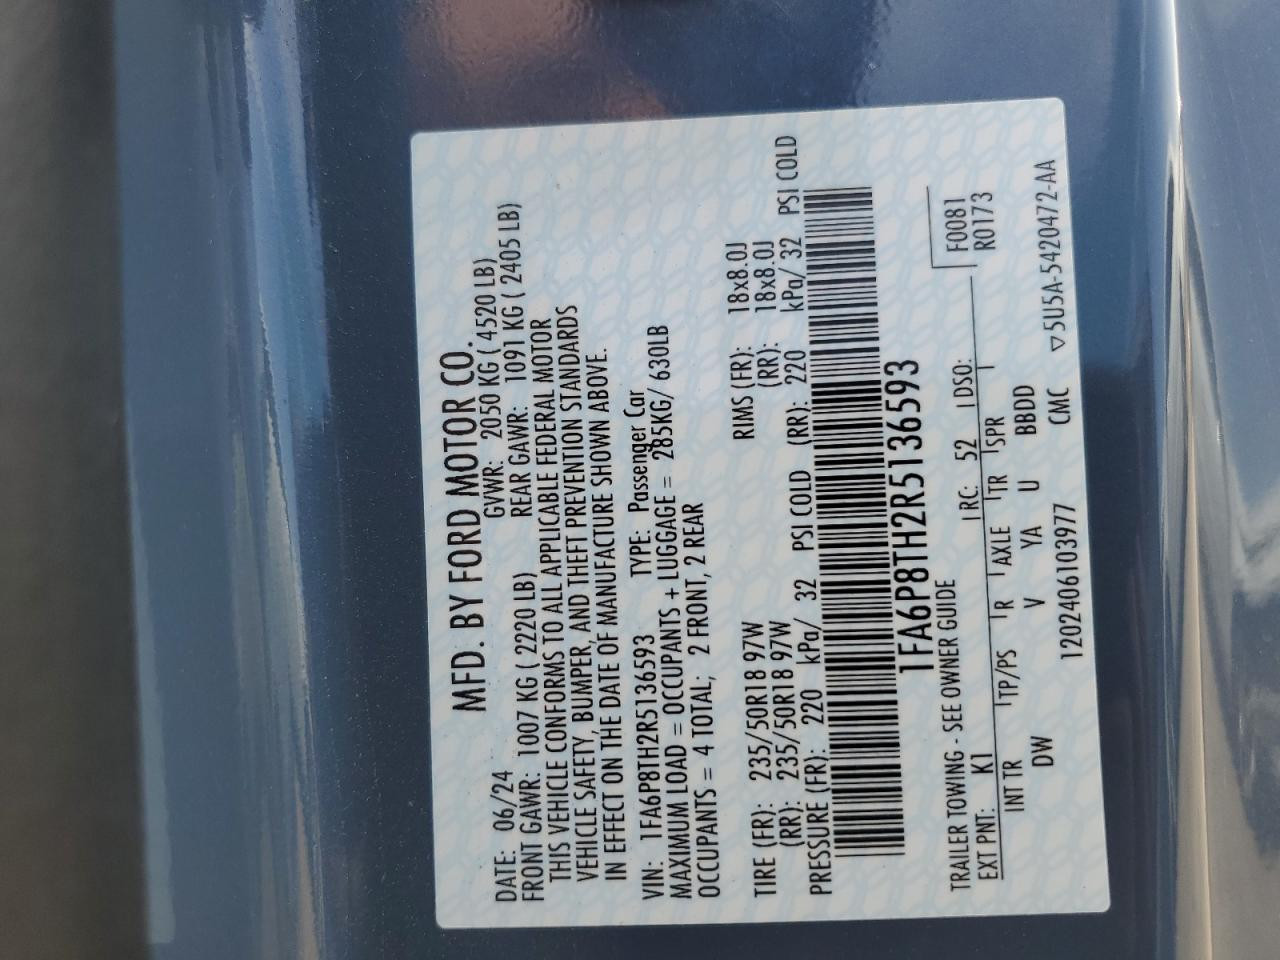 MFD. BY FORD MOTOR CO.
DATE: 06/24 GVWR: 2050 KG ( 4520 LB)
FRONT GAWR: 1007 KG ( 2220 LB) REAR GAWR: 1091 KG ( 2405 LB)
THIS VEHICLE CONFORMS TO ALL APPLICABLE FEDERAL MOTOR
VEHICLE SAFETY, BUMPER, AND THEFT PREVENTION STANDARDS
IN EFFECT ON THE DATE OF MANUFACTURE SHOWN ABOVE.
VIN: 1FA6P8TH2R5136593 TYPE: Passenger Car
MAXIMUM LOAD = OCCUPANTS + LUGGAGE = 285KG/ 630LB
OCCUPANTS = 4 TOTAL; 2 FRONT, 2 REAR
TIRE (FR): 235/50R18 97W RIMS (FR): 18x8.0J
(RR): 235/50R18 97W (RR): 18x8.0J
PRESSURE (FR): 220 kPa/ 32 PSI COLD (RR): 220 kPa/ 32 PSI COLD
1FA6P8TH2R5136593
TRAILER TOWING - SEE OWNER GUIDE F0081
EXT PNT: K1 RC: 52 DSO: R0173
INT TR TP/PS R AXLE TR SPR
DW V YA U BBDD
CMC ▽5U5A-5420472-AA
1202406103977